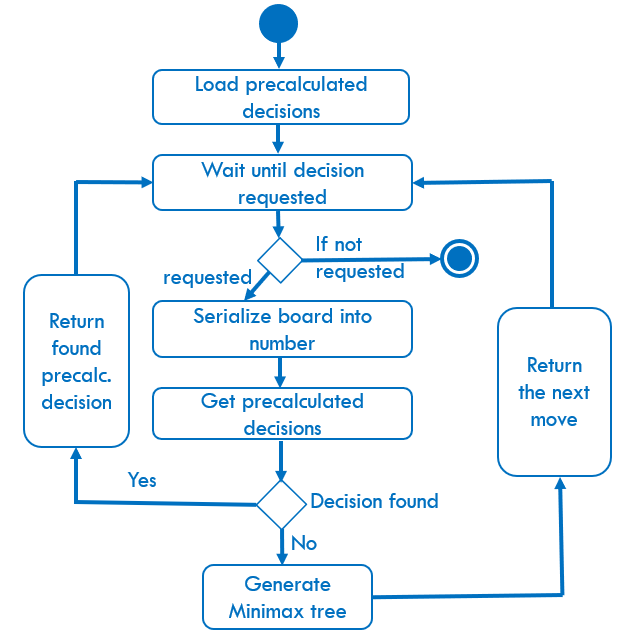 Load precalculated
decisions
Wait until decision
requested
If not
requested
requested
Serialize board into
number
Return
found
precalc.
decision
Return
the next
move
Get precalculated
decisions
Yes
Decision found
No
Generate
Minimax tree